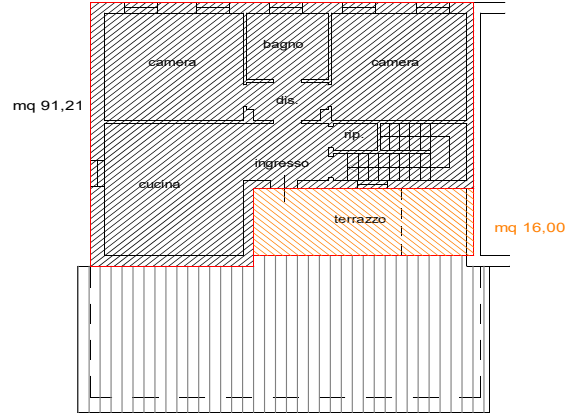 bagno
camera
camera
dis.
mq 91,21
rip.
ingresso
cucina
terrazzo
mq 16,00